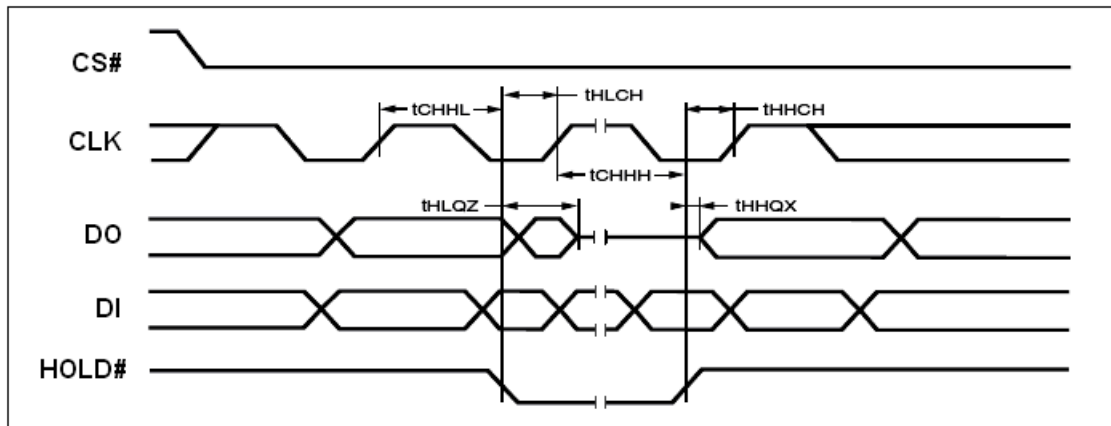 CS#
tHLCH
tCHHL
tHHCH
CLK
tCHHH
tHLQZ
tHHQX
DO
DI
HOLD#